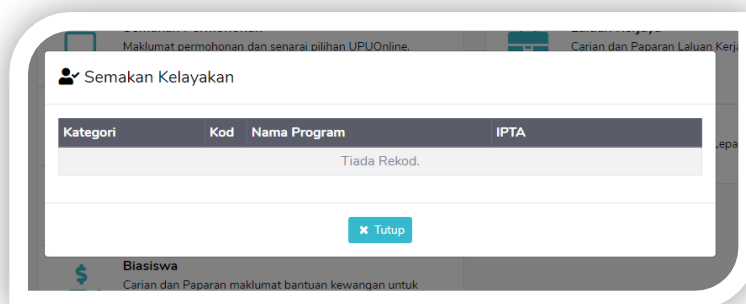 Maklumat permohonan dan senarai pilihan UPUOnline.
Carian dan Paparan Laluan Kerja
Semakan Kelayakan
Kategori Kod Nama Program IPTA
Tiada Rekod.
Tutup
Biasiswa
Carian dan Paparan maklumat bantuan kewangan untuk